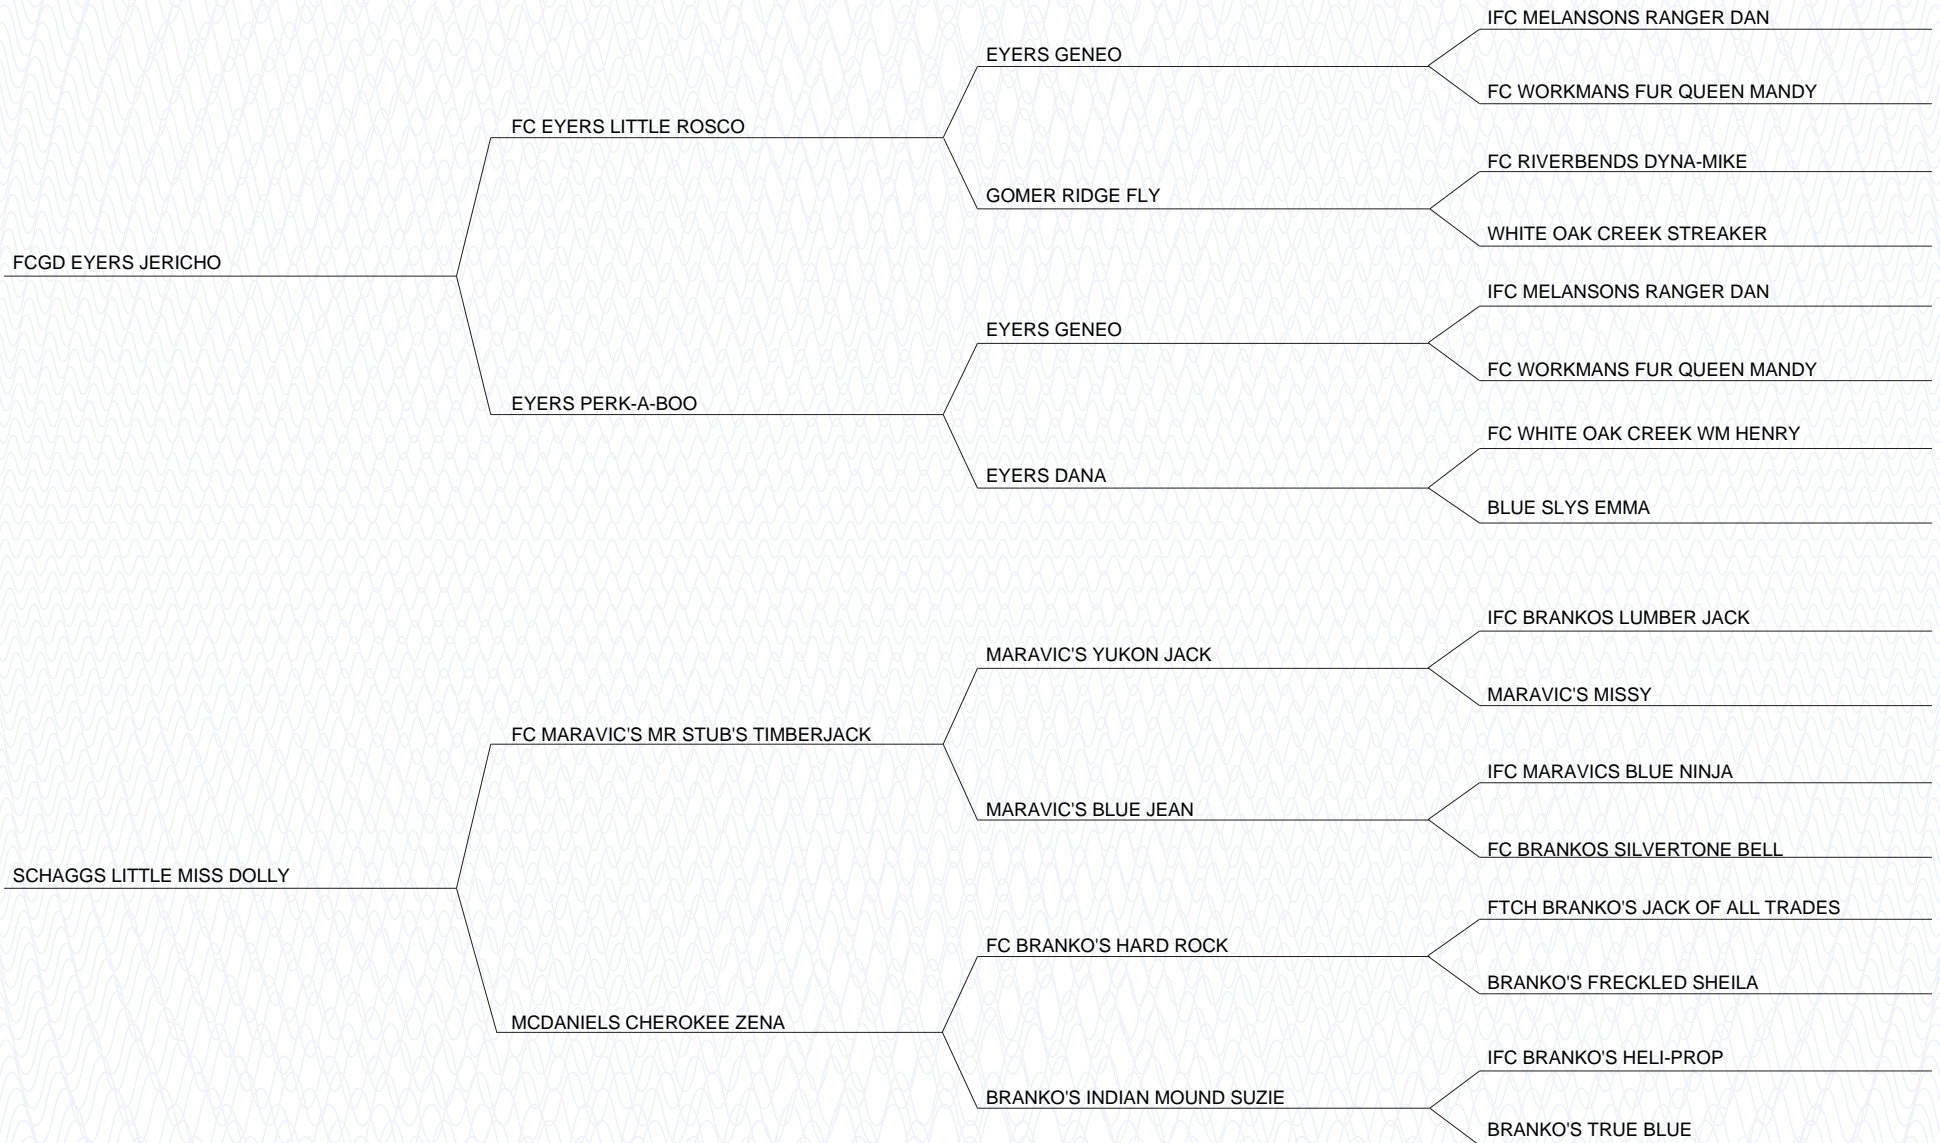 IFC MELANSONS RANGER DAN
EYERS GENEO
FC WORKMANS FUR QUEEN MANDY
FC EYERS LITTLE ROSCO
FC RIVERBENDS DYNA-MIKE
GOMER RIDGE FLY
WHITE OAK CREEK STREAKER
FCGD EYERS JERICHO
IFC MELANSONS RANGER DAN
EYERS GENEO
FC WORKMANS FUR QUEEN MANDY
EYERS PERK-A-BOO
FC WHITE OAK CREEK WM HENRY
EYERS DANA
BLUE SLYS EMMA
IFC BRANKOS LUMBER JACK
MARAVIC'S YUKON JACK
MARAVIC'S MISSY
FC MARAVIC'S MR STUB'S TIMBERJACK
IFC MARAVICS BLUE NINJA
MARAVIC'S BLUE JEAN
FC BRANKOS SILVERTONE BELL
SCHAGGS LITTLE MISS DOLLY
FTCH BRANKO'S JACK OF ALL TRADES
FC BRANKO'S HARD ROCK
BRANKO'S FRECKLED SHEILA
MCDANIELS CHEROKEE ZENA
IFC BRANKO'S HELI-PROP
BRANKO'S INDIAN MOUND SUZIE
BRANKO'S TRUE BLUE